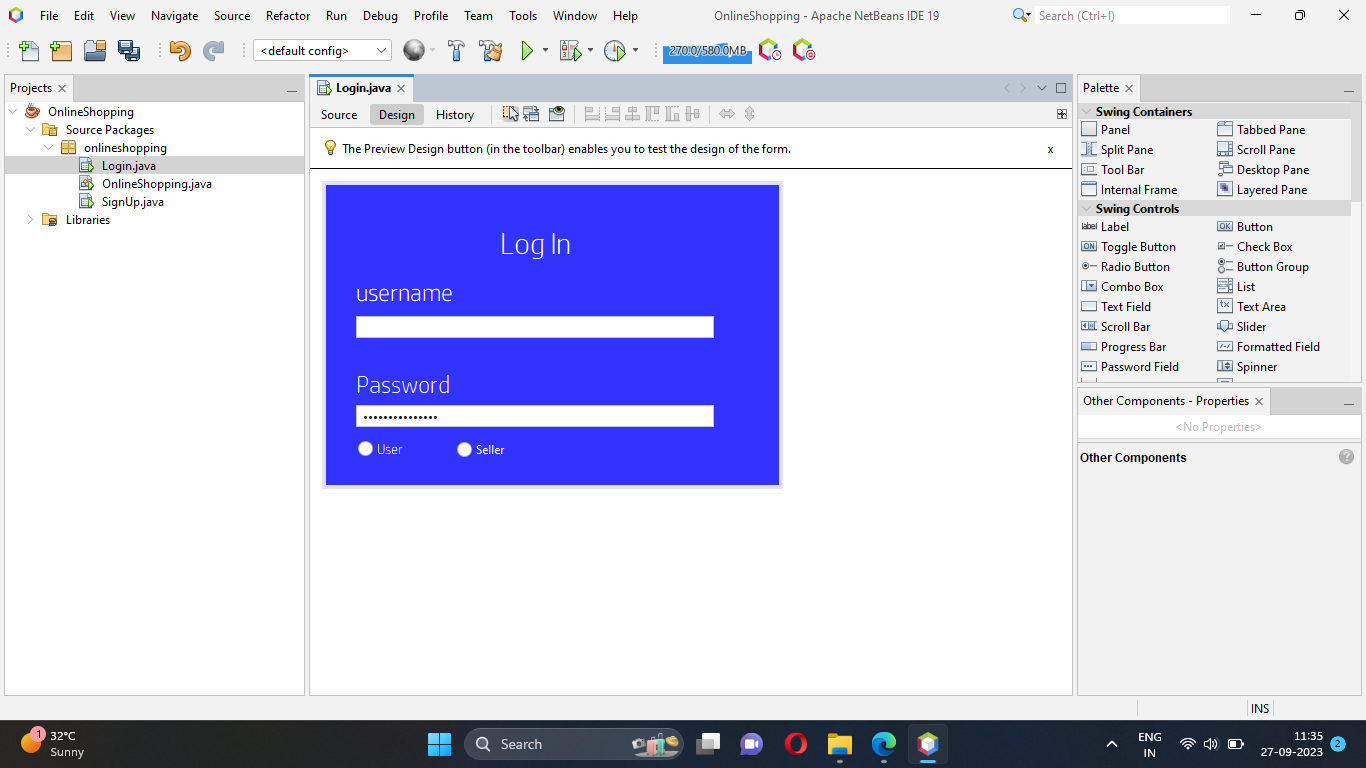 File Edit View Navigate Source Refactor Run Debug Profile Team Tools Window Help
OnlineShopping - Apache NetBeans IDE 19
Search (Ctrl+I)
<default config>
270.0/580.0MB
Projects
OnlineShopping
Source Packages
onlineshopping
Login.java
OnlineShopping.java
SignUp.java
Libraries
Login.java
Source Design History
The Preview Design button (in the toolbar) enables you to test the design of the form.
x
Log In
username
Password
User Seller
Palette
Swing Containers
Panel Tabbed Pane
Split Pane Scroll Pane
Tool Bar Desktop Pane
Internal Frame Layered Pane
Swing Controls
label Label OK Button
ON Toggle Button Check Box
Radio Button Button Group
Combo Box List
Text Field Text Area
Scroll Bar Slider
Progress Bar Formatted Field
Password Field Spinner
Other Components - Properties
<No Properties>
Other Components
?
INS
1
32°C
Sunny
Search
ENG
IN
11:35
27-09-2023
2